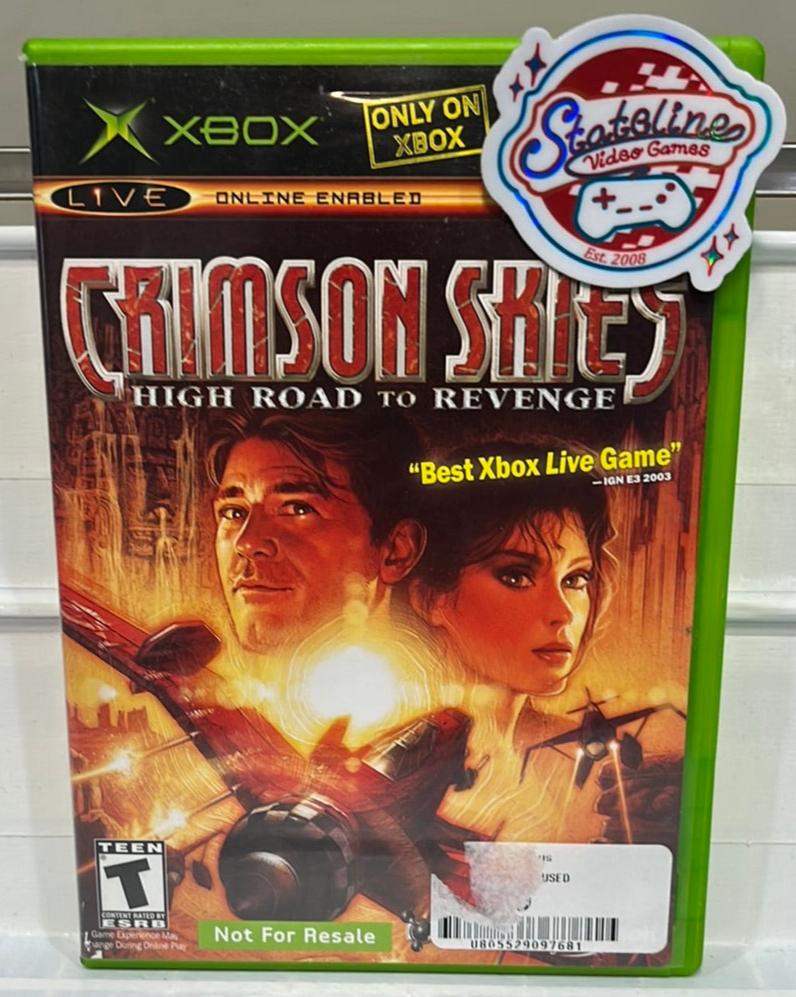 XBOX
ONLY ON
XBOX
Stateline
Video Games
Est. 2008
LIVE ONLINE ENABLED
CRIMSON SKIES
HIGH ROAD TO REVENGE
“Best Xbox Live Game”
—IGN E3 2003
TEEN
T
CONTENT RATED BY
ESRB
Game Experience May
hange During Online Play
Not For Resale
USED
U805529097681